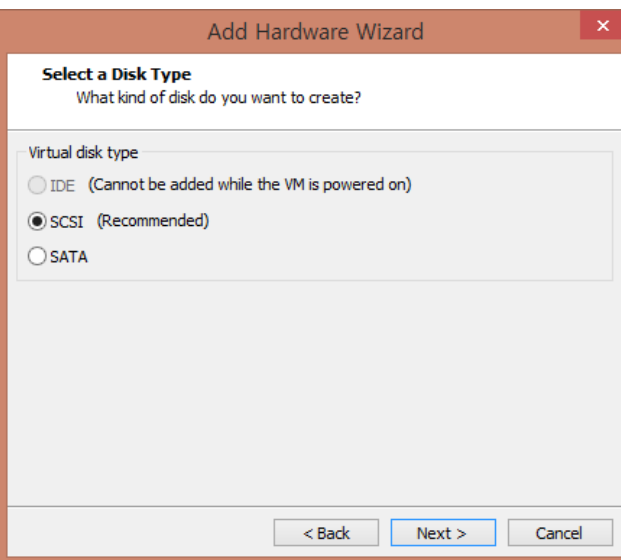 Add Hardware Wizard
Select a Disk Type
What kind of disk do you want to create?
Virtual disk type
IDE (Cannot be added while the VM is powered on)
SCSI (Recommended)
SATA
< Back Next > Cancel